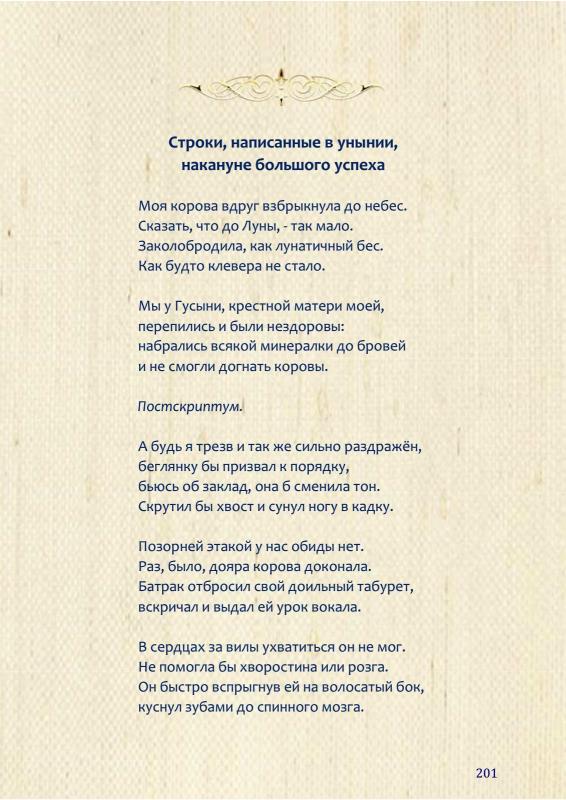 Строки, написанные в унынии,
накануне большого успеха
Моя корова вдруг взбрыкнула до небес.
Сказать, что до Луны, - так мало.
Заколобродила, как лунатичный бес.
Как будто клевера не стало.
Мы у Гусыни, крестной матери моей,
перепились и были нездоровы:
набрались всякой минералки до бровей
и не смогли догнать коровы.
Постскриптум.
А будь я трезв и так же сильно раздражён,
беглянку бы призвал к порядку,
бьюсь об заклад, она б сменила тон.
Скрутил бы хвост и сунул ногу в кадку.
Позорней этакой у нас обиды нет.
Раз, было, дояра корова доконала.
Батрак отбросил свой доильный табурет,
вскричал и выдал ей урок вокала.
В сердцах за вилы ухватиться он не мог.
Не помогла бы хворостина или розга.
Он быстро вспрыгнув ей на волосатый бок,
куснул зубами до спинного мозга.
201